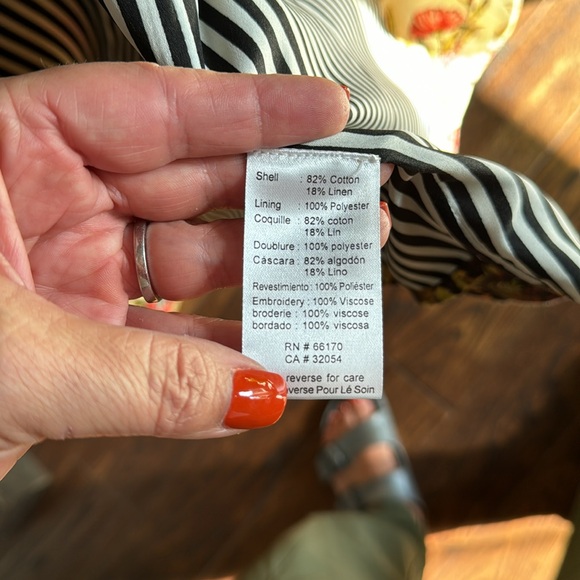 Shell : 82% Cotton
18% Linen
Lining : 100% Polyester
Coquille : 82% coton
18% Lin
Doublure : 100% polyester
Cáscara : 82% algodón
18% Lino
Revestimiento : 100% Poliéster
Embroidery : 100% Viscose
broderie : 100% viscose
bordado : 100% viscosa
RN # 66170
CA # 32054
reverse for care
Pour Lé Soin